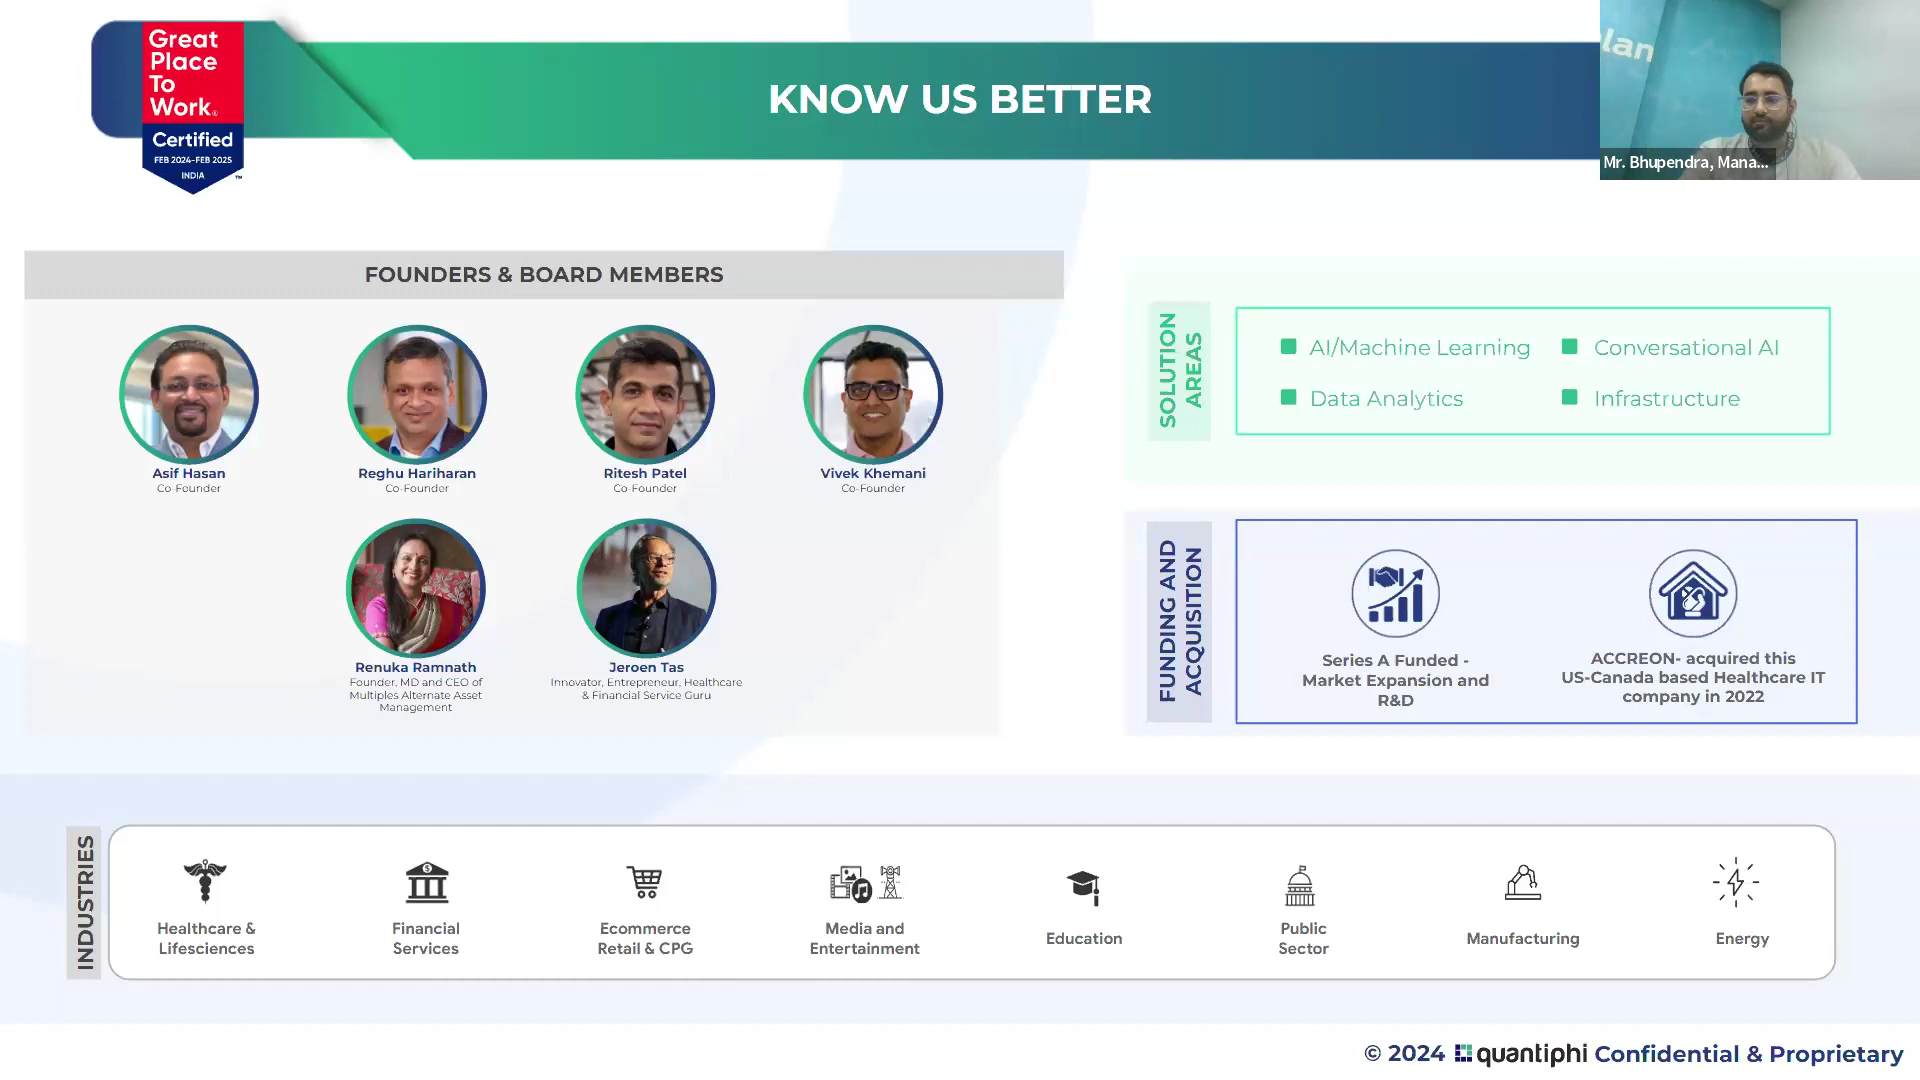 Great
Place
To
Work®
Certified
FEB 2024-FEB 2025
INDIA
™
KNOW US BETTER
lan
Mr. Bhupendra, Mana...
FOUNDERS & BOARD MEMBERS
Asif Hasan
Co-Founder
Reghu Hariharan
Co-Founder
Ritesh Patel
Co-Founder
Vivek Khemani
Co-Founder
Renuka Ramnath
Founder, MD and CEO of
Multiples Alternate Asset
Management
Jeroen Tas
Innovator, Entrepreneur, Healthcare
& Financial Service Guru
SOLUTION
AREAS
AI/Machine Learning
Conversational AI
Data Analytics
Infrastructure
FUNDING AND
ACQUISITION
Series A Funded -
Market Expansion and
R&D
ACCREON- acquired this
US-Canada based Healthcare IT
company in 2022
INDUSTRIES
Healthcare &
Lifesciences
Financial
Services
Ecommerce
Retail & CPG
Media and
Entertainment
Education
Public
Sector
Manufacturing
Energy
© 2024 quantiphi Confidential & Proprietary